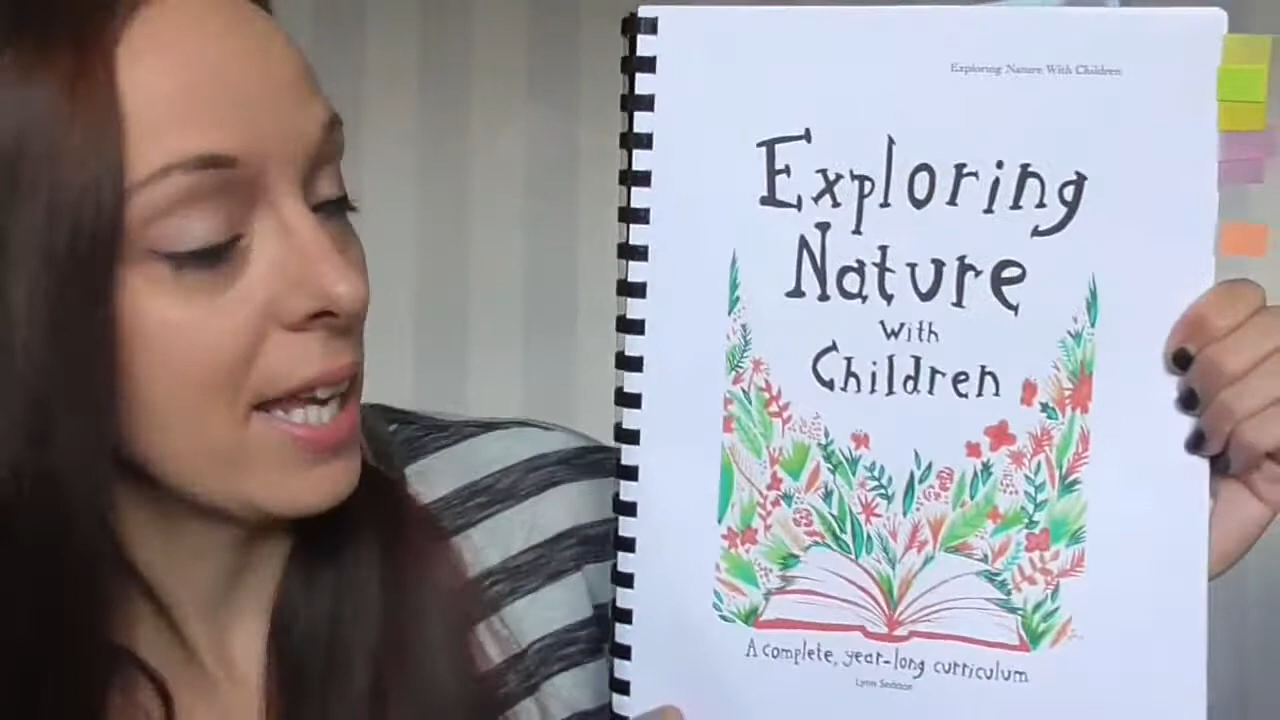 Exploring Nature With Children
Exploring
Nature
With
Children
A complete, year-long curriculum
Lynn Seddon